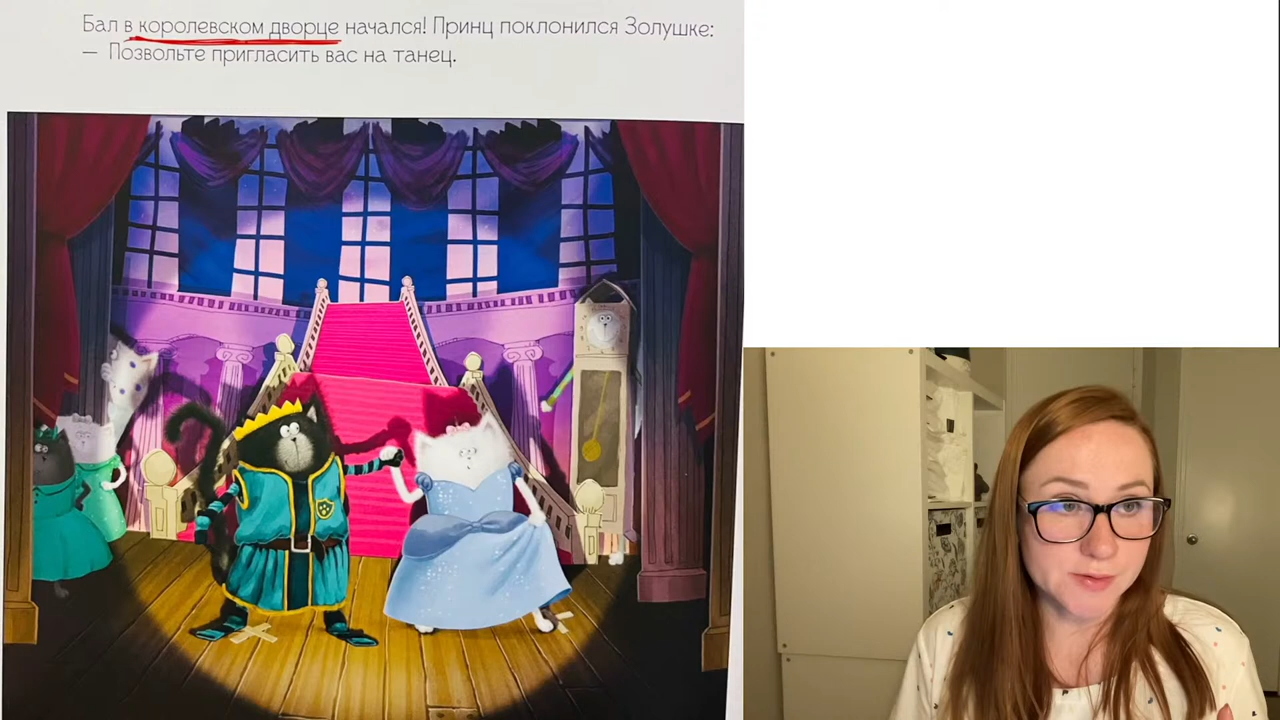 Бал в королевском дворце начался! Принц поклонился Золушке:
— Позвольте пригласить вас на танец.